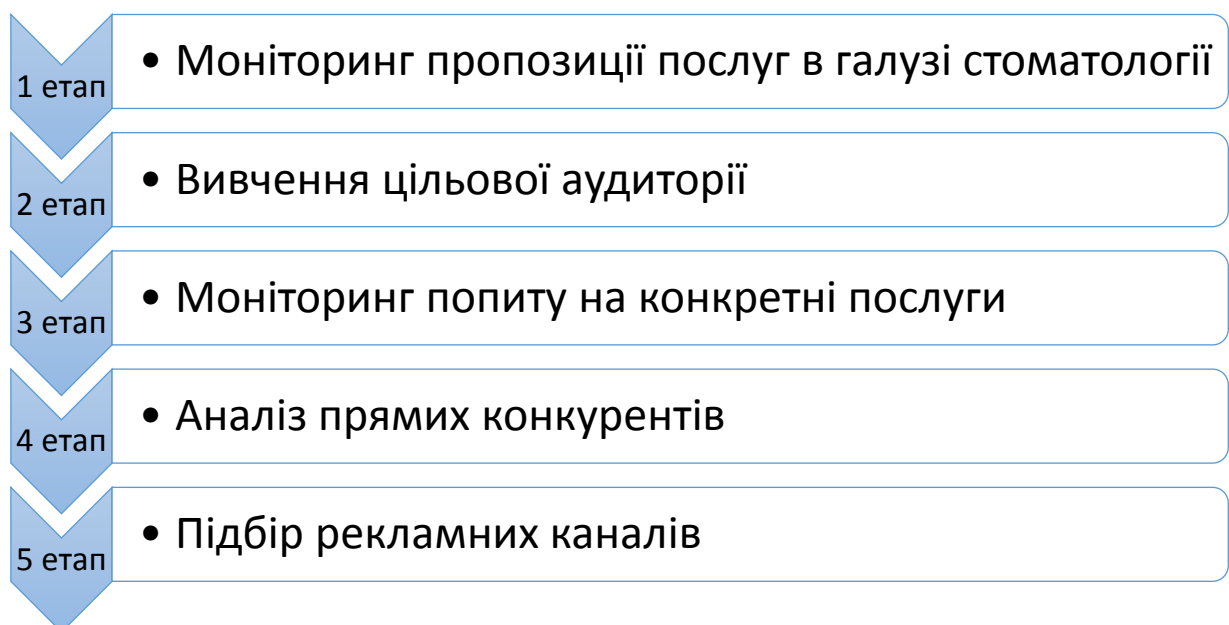 1 етап
• Моніторинг пропозиції послуг в галузі стоматології
2 етап
• Вивчення цільової аудиторії
3 етап
• Моніторинг попиту на конкретні послуги
4 етап
• Аналіз прямих конкурентів
5 етап
• Підбір рекламних каналів